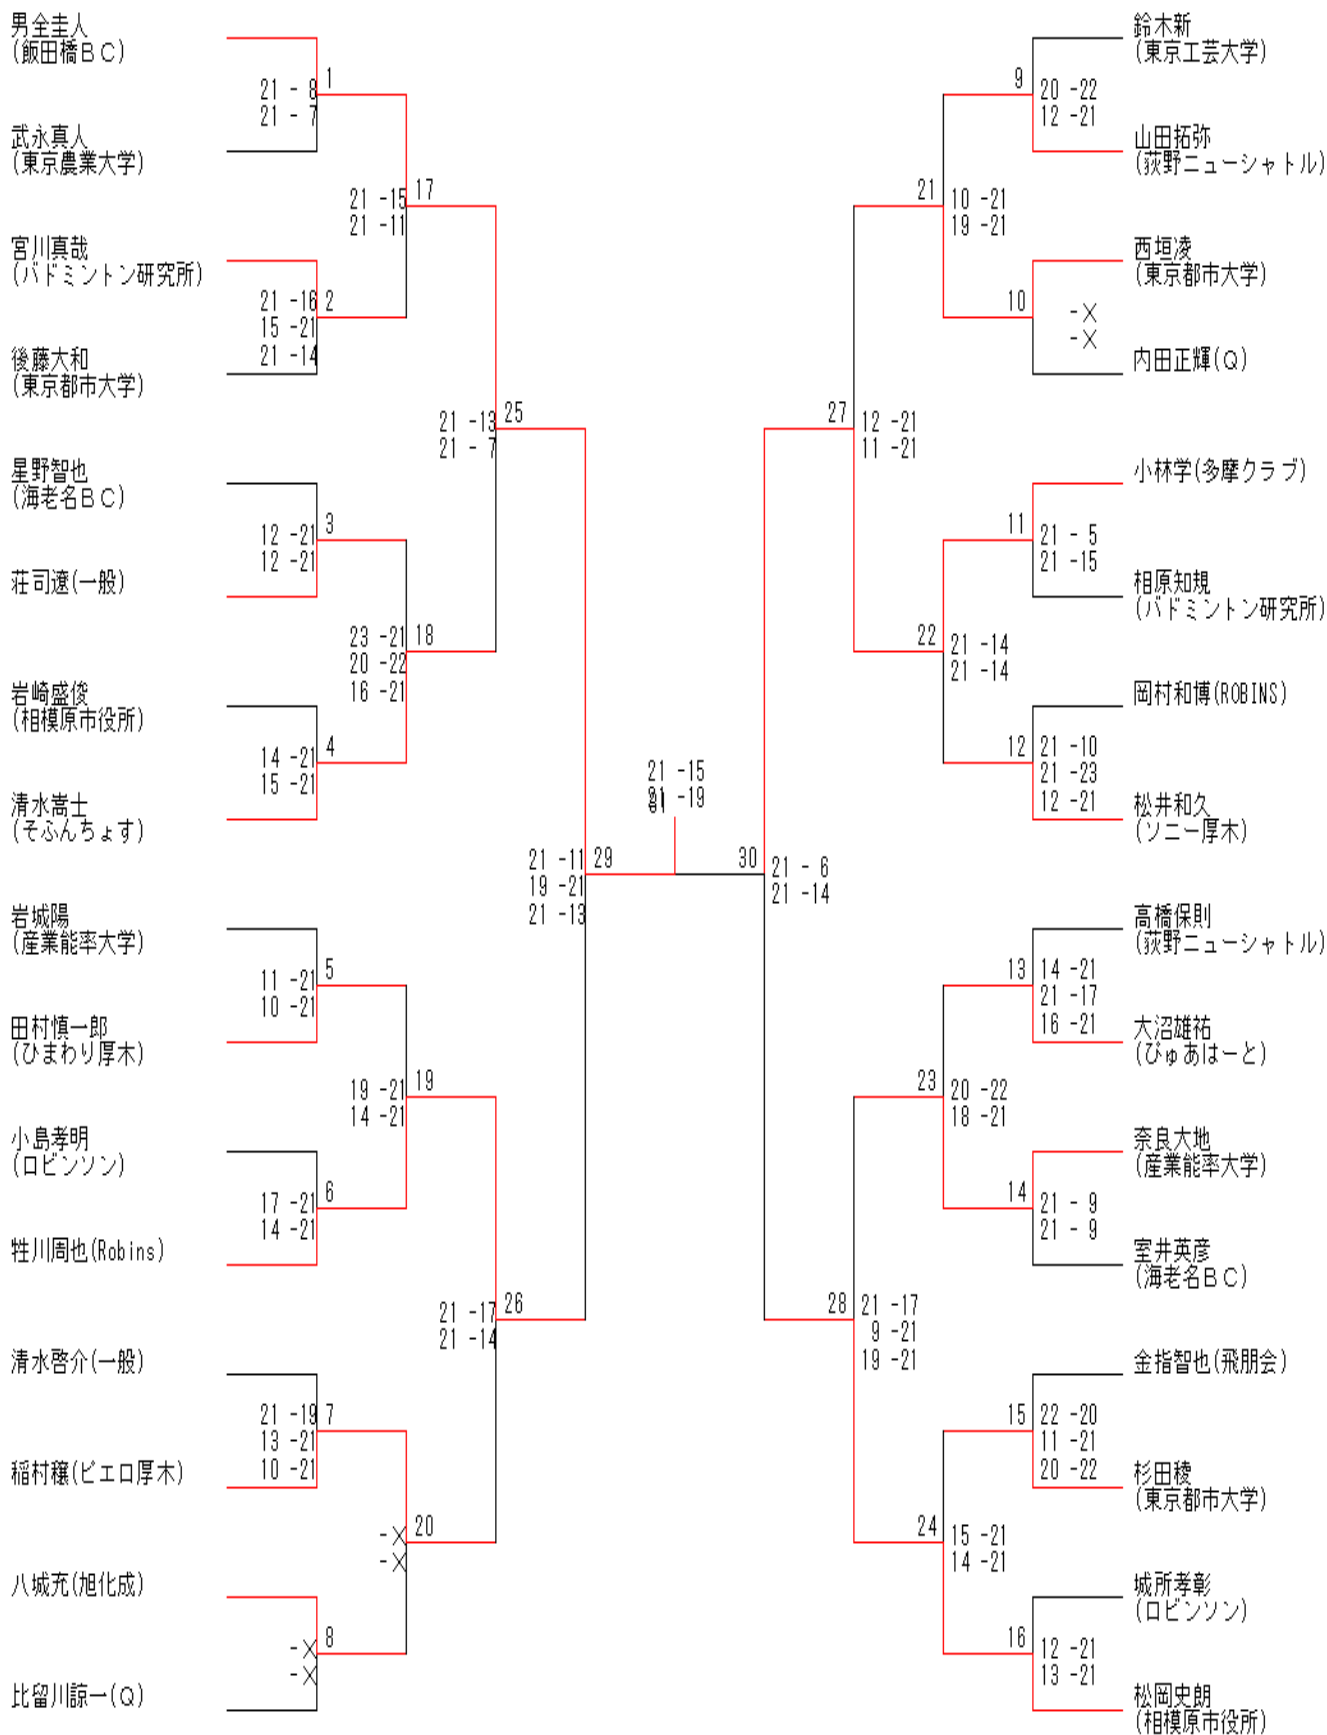 男全圭人
(飯田橋ＢＣ)
1
21 - 8
21 - 7
武永真人
(東京農業大学)
17
21 -15
21 -11
宮川真哉
(バドミントン研究所)
2
21 -16
15 -21
21 -14
後藤大和
(東京都市大学)
25
21 -13
21 - 7
星野智也
(海老名ＢＣ)
3
12 -21
12 -21
荘司遼(一般)
18
23 -21
20 -22
16 -21
岩崎盛俊
(相模原市役所)
4
14 -21
15 -21
清水嵩士
(そふんちょす)
29
21 -11
19 -21
21 -13
岩城陽
(産業能率大学)
5
11 -21
10 -21
田村慎一郎
(ひまわり厚木)
19
19 -21
14 -21
小島孝明
(ロビンソン)
6
17 -21
14 -21
牲川周也(Robins)
26
21 -17
21 -14
清水啓介(一般)
7
21 -19
13 -21
10 -21
稲村穣(ピエロ厚木)
20
-×
-×
八城充(旭化成)
8
-×
-×
比留川諒一(Q)
21 -15
21 -19
鈴木新
(東京工芸大学)
9
20 -22
12 -21
山田拓弥
(荻野ニューシャトル)
21
10 -21
19 -21
西垣凌
(東京都市大学)
10
-×
-×
内田正輝(Q)
27
12 -21
11 -21
小林学(多摩クラブ)
11
21 - 5
21 -15
相原知規
(バドミントン研究所)
22
21 -14
21 -14
岡村和博(ROBINS)
12
21 -10
21 -23
12 -21
松井和久
(ソニー厚木)
30
21 - 6
21 -14
高橋保則
(荻野ニューシャトル)
13
14 -21
21 -17
16 -21
大沼雄祐
(ぴゅあはーと)
23
20 -22
18 -21
奈良大地
(産業能率大学)
14
21 - 9
21 - 9
室井英彦
(海老名ＢＣ)
28
21 -17
9 -21
19 -21
金指智也(飛朋会)
15
22 -20
11 -21
20 -22
杉田稜
(東京都市大学)
24
15 -21
14 -21
城所孝彰
(ロビンソン)
16
12 -21
13 -21
松岡史朗
(相模原市役所)